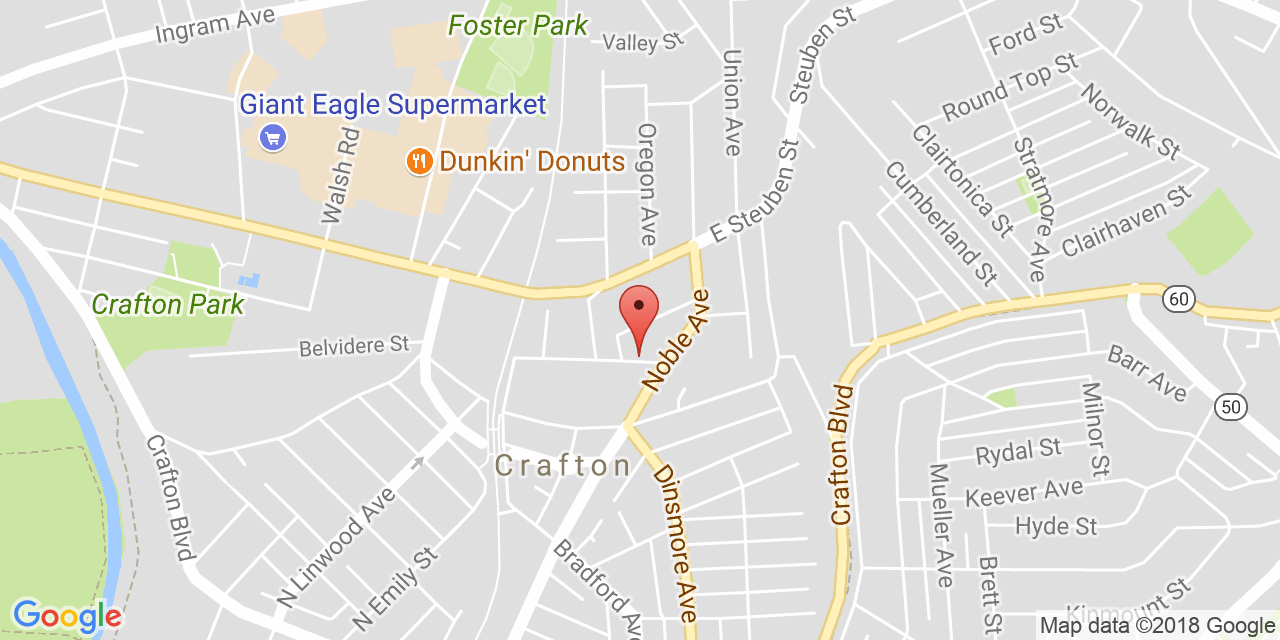 Ingram Ave
Foster Park
Valley St
Union Ave
Steuben St
Ford St
Round Top St
Norwalk St
Giant Eagle Supermarket
Dunkin' Donuts
Walsh Rd
Oregon Ave
E Steuben St
Clairtonica St
Cumberland St
Stratmore Ave
Clairhaven St
Crafton Park
Belvidere St
Noble Ave
60
50
Barr Ave
Milnor St
Crafton Blvd
Crafton
Crafton Blvd
N Linwood Ave
N Emily St
Bradford Ave
Dinsmore Ave
Rydal St
Keever Ave
Hyde St
Mueller Ave
Brett St
Kinmount St
Google
Map data ©2018 Google